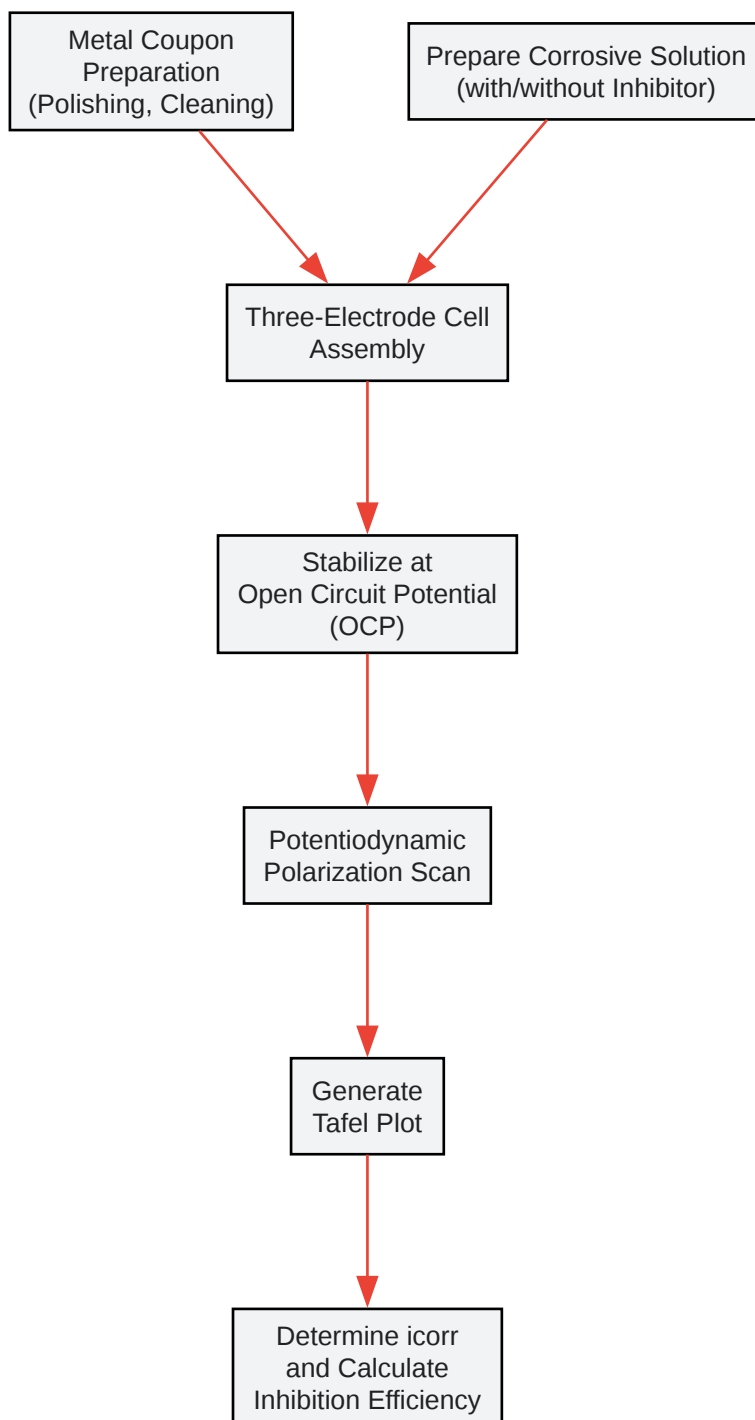 Metal Coupon
Preparation
(Polishing, Cleaning)
Prepare Corrosive Solution
(with/without Inhibitor)
Three-Electrode Cell
Assembly
Stabilize at
Open Circuit Potential
(OCP)
Potentiodynamic
Polarization Scan
Generate
Tafel Plot
Determine icorr
and Calculate
Inhibition Efficiency